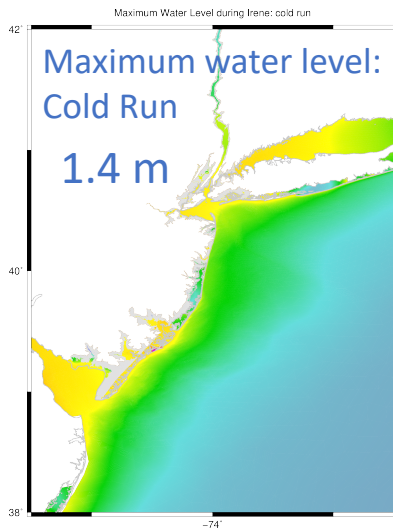 Maximum Water Level during Irene: cold run
42°
Maximum water level:
Cold Run
1.4 m
40°
38°
−74°